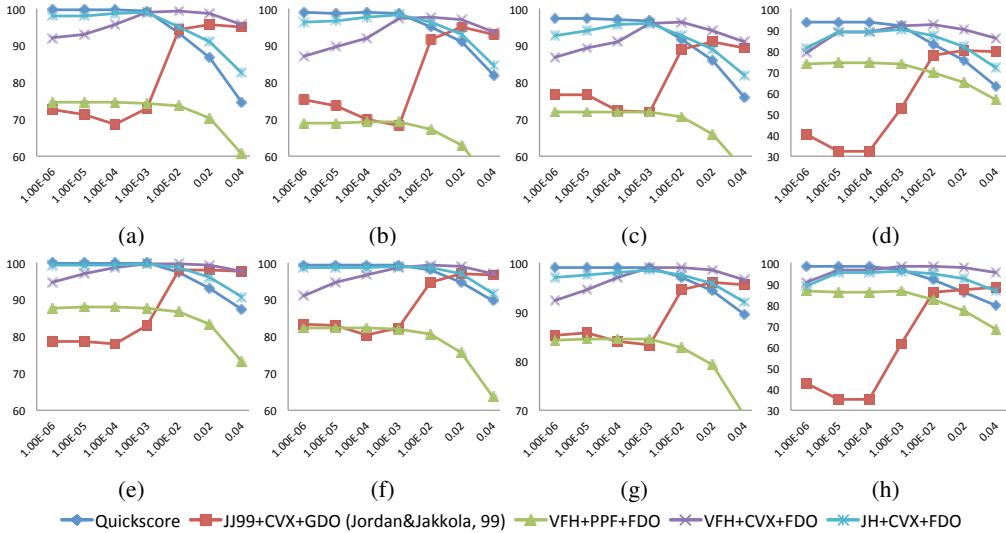 100
90
80
70
60
1.00E-06
1.00E-05
1.00E-04
1.00E-03
1.00E-02
0.02
0.04
(a)
100
90
80
70
60
1.00E-06
1.00E-05
1.00E-04
1.00E-03
1.00E-02
0.02
0.04
(b)
100
90
80
70
60
1.00E-06
1.00E-05
1.00E-04
1.00E-03
1.00E-02
0.02
0.04
(c)
100
90
80
70
60
50
40
30
1.00E-06
1.00E-05
1.00E-04
1.00E-03
1.00E-02
0.02
0.04
(d)
100
90
80
70
60
1.00E-06
1.00E-05
1.00E-04
1.00E-03
1.00E-02
0.02
0.04
(e)
100
90
80
70
60
1.00E-06
1.00E-05
1.00E-04
1.00E-03
1.00E-02
0.02
0.04
(f)
100
90
80
70
1.00E-06
1.00E-05
1.00E-04
1.00E-03
1.00E-02
0.02
0.04
(g)
100
90
80
70
60
50
40
30
1.00E-06
1.00E-05
1.00E-04
1.00E-03
1.00E-02
0.02
0.04
(h)
Quickscore JJ99+CVX+GDO (Jordan&Jakkola, 99) VFH+PPF+FDO VFH+CVX+FDO JH+CVX+FDO